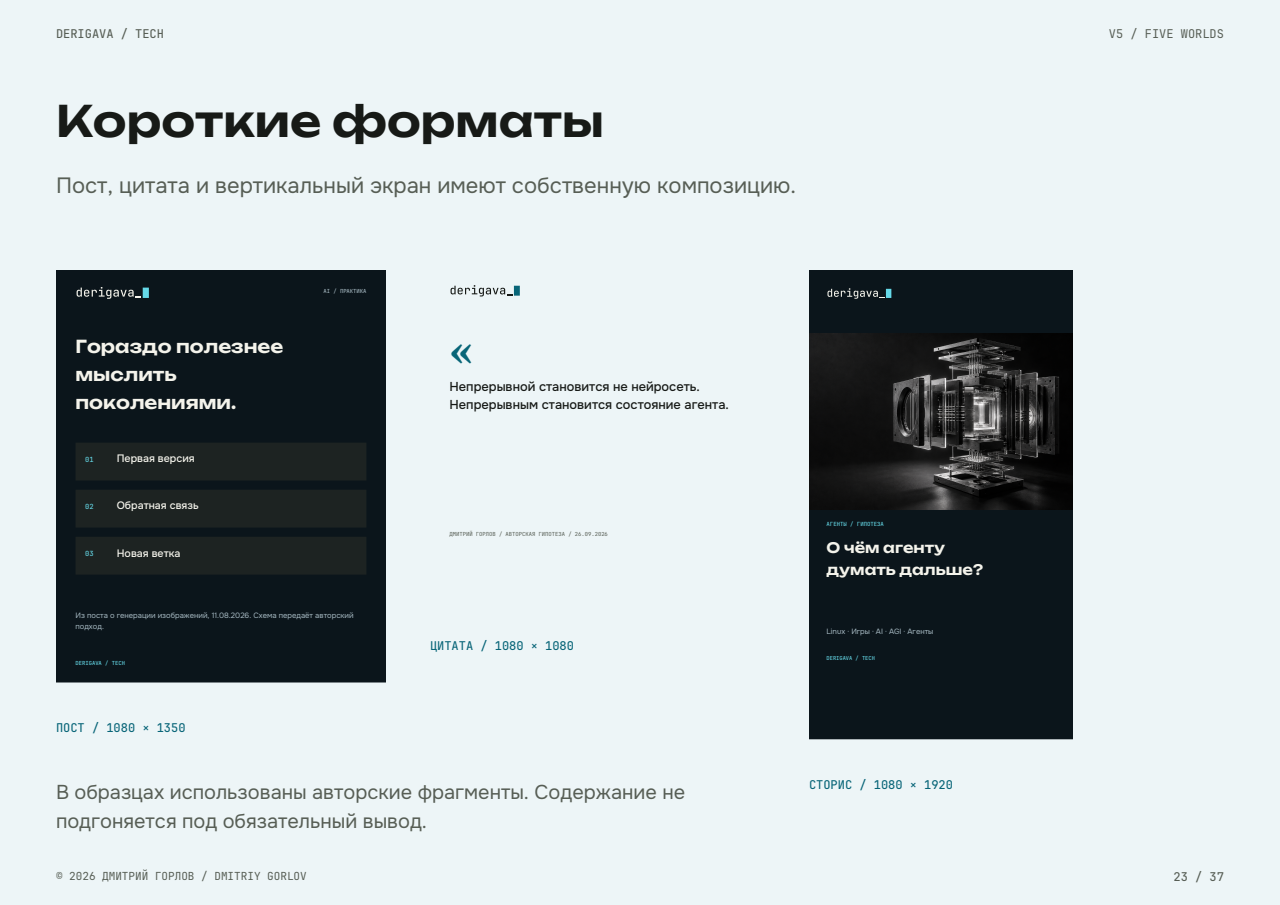 DERIGAVA / TECH
V5 / FIVE WORLDS
Короткие форматы
Пост, цитата и вертикальный экран имеют собственную композицию.
derigava_
AI / ПРАКТИКА
Гораздо полезнее
мыслить
поколениями.
01 Первая версия
02 Обратная связь
03 Новая ветка
Из поста о генерации изображений, 11.08.2026. Схема передаёт авторский
подход.
DERIGAVA / TECH
ПОСТ / 1080 × 1350
derigava_
«
Непрерывной становится не нейросеть.
Непрерывным становится состояние агента.
ДМИТРИЙ ГОРЛОВ / АВТОРСКАЯ ГИПОТЕЗА / 26.09.2026
ЦИТАТА / 1080 × 1080
derigava_
АГЕНТЫ / ГИПОТЕЗА
О чём агенту
думать дальше?
Linux · Игры · AI · AGI · Агенты
DERIGAVA / TECH
СТОРИС / 1080 × 1920
В образцах использованы авторские фрагменты. Содержание не
подгоняется под обязательный вывод.
© 2026 ДМИТРИЙ ГОРЛОВ / DMITRIY GORLOV
23 / 37